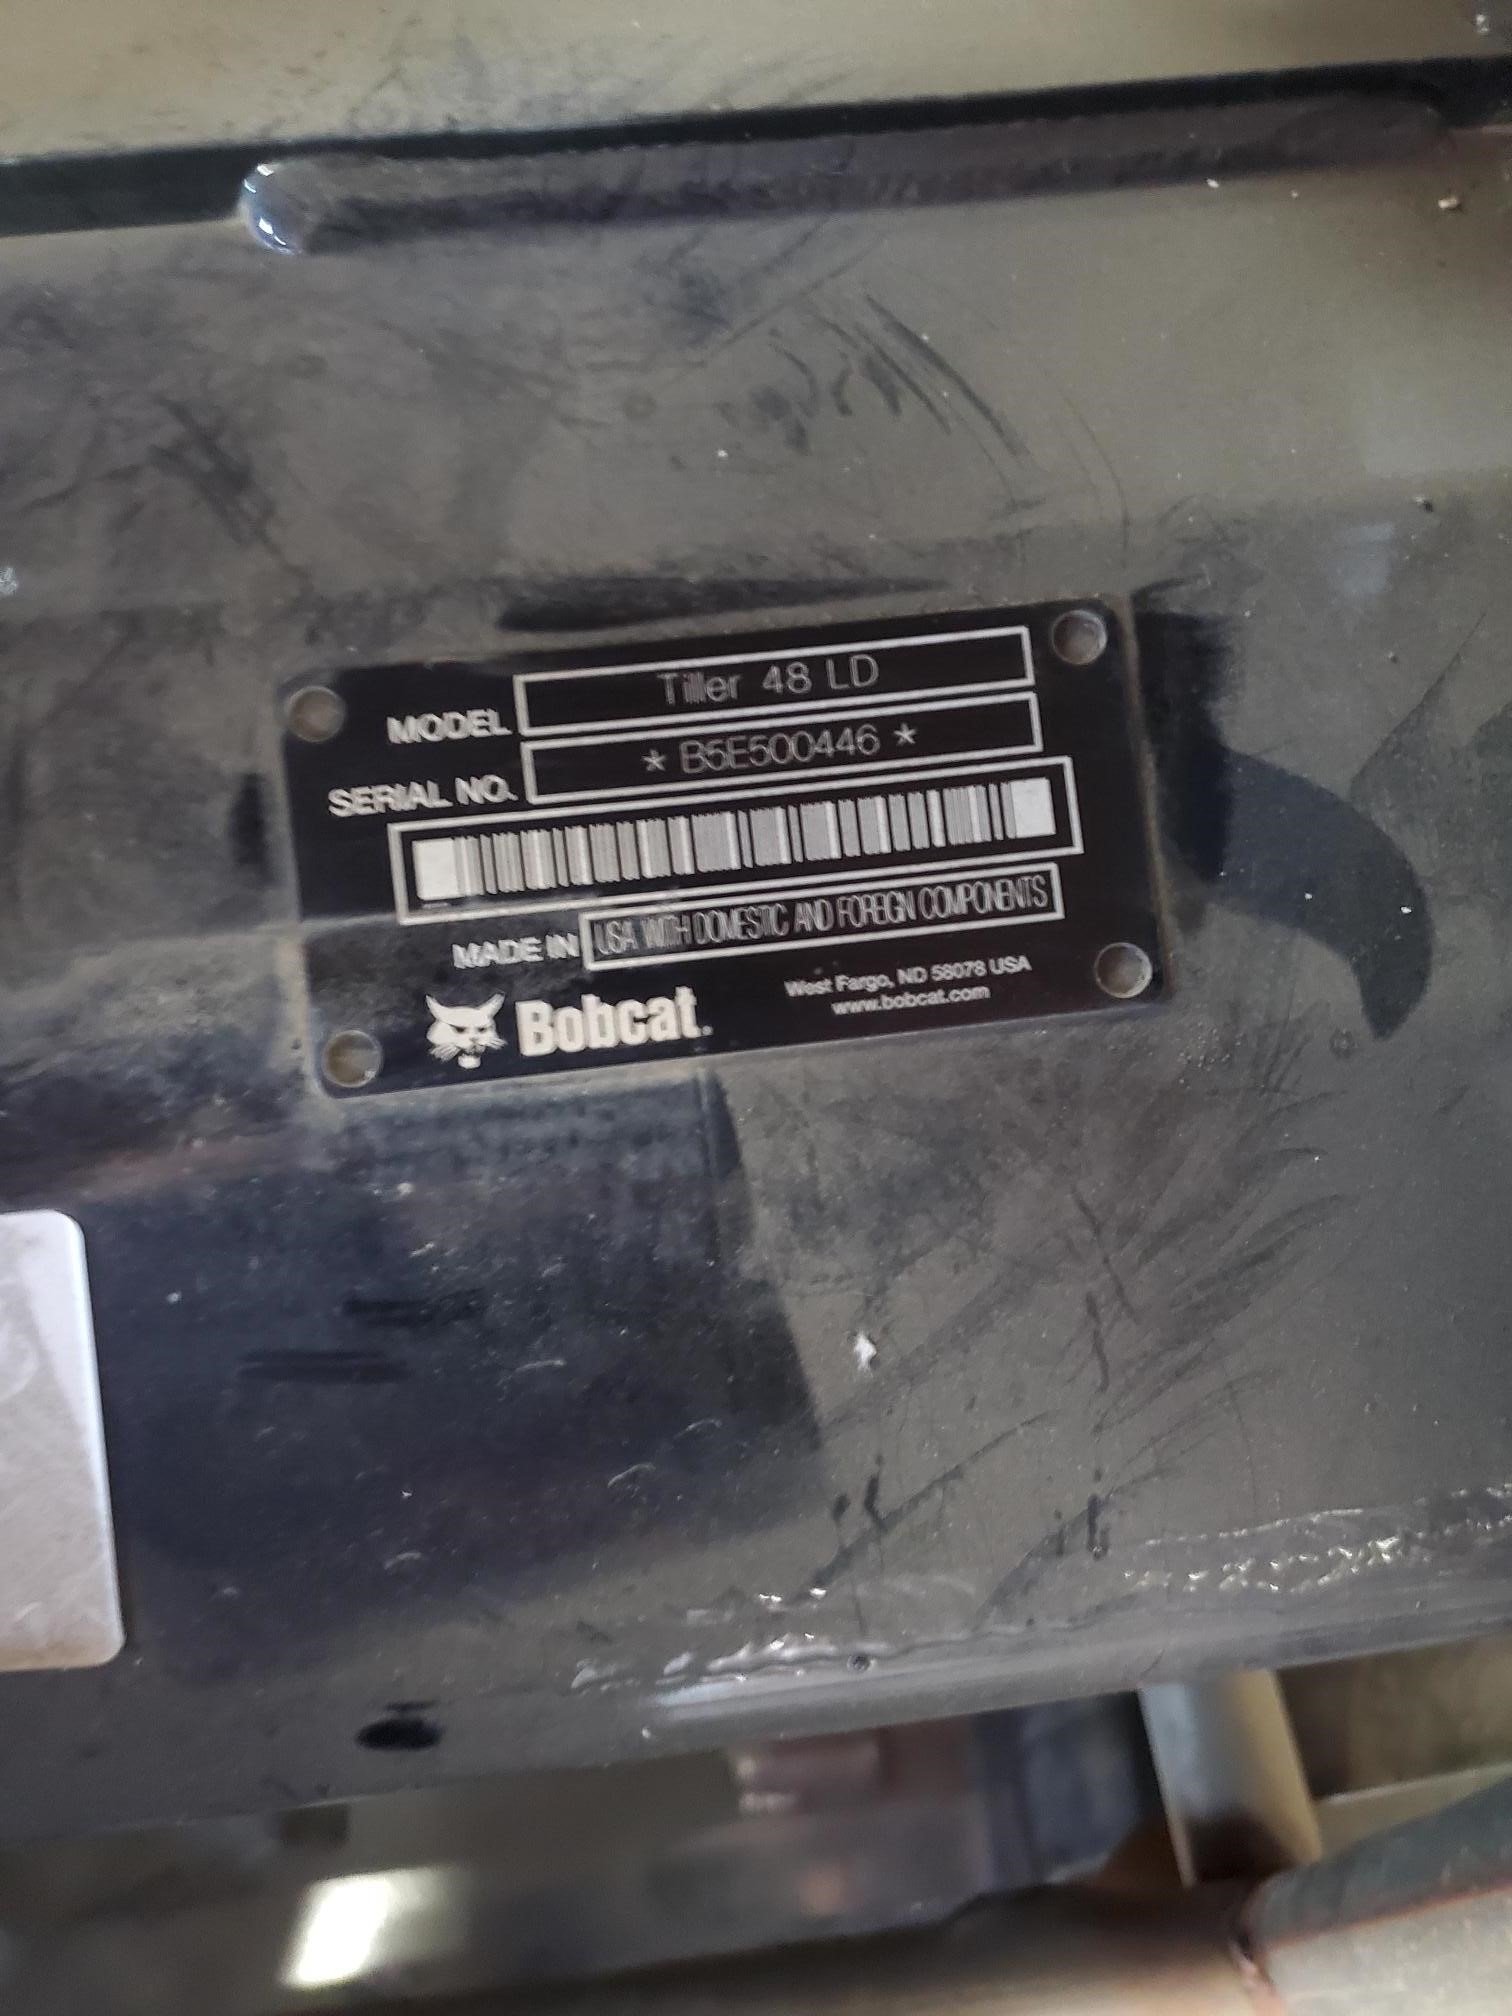 MODEL Tiller 48 LD
SERIAL NO. * B5E500446 *
MADE IN USA WITH DOMESTIC AND FOREIGN COMPONENTS
Bobcat.
West Fargo, ND 58078 USA
www.bobcat.com